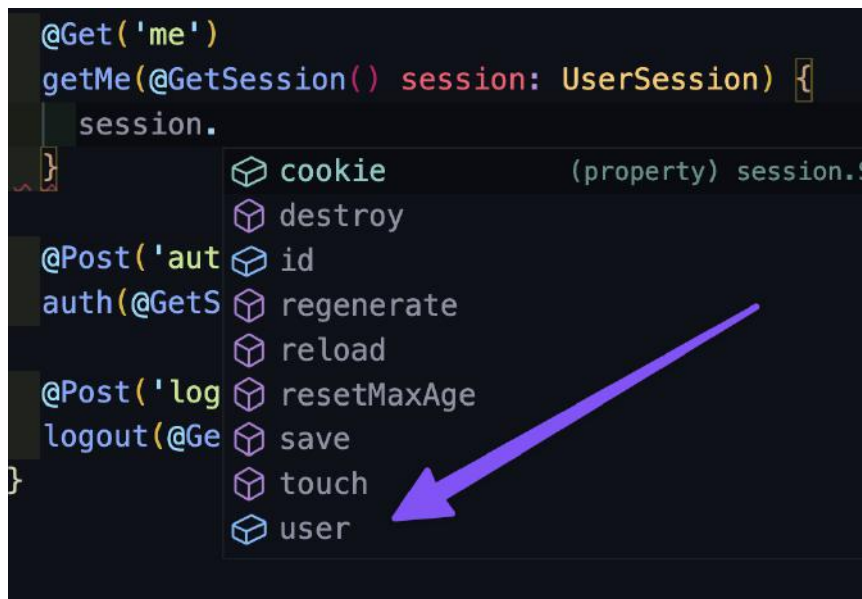 @Get('me')
getMe(@GetSession() session: UserSession) {
session.
} cookie (property) session.S
destroy
@Post('aut id
auth(@GetS regenerate
reload
@Post('log resetMaxAge
logout(@Ge save
} touch
user